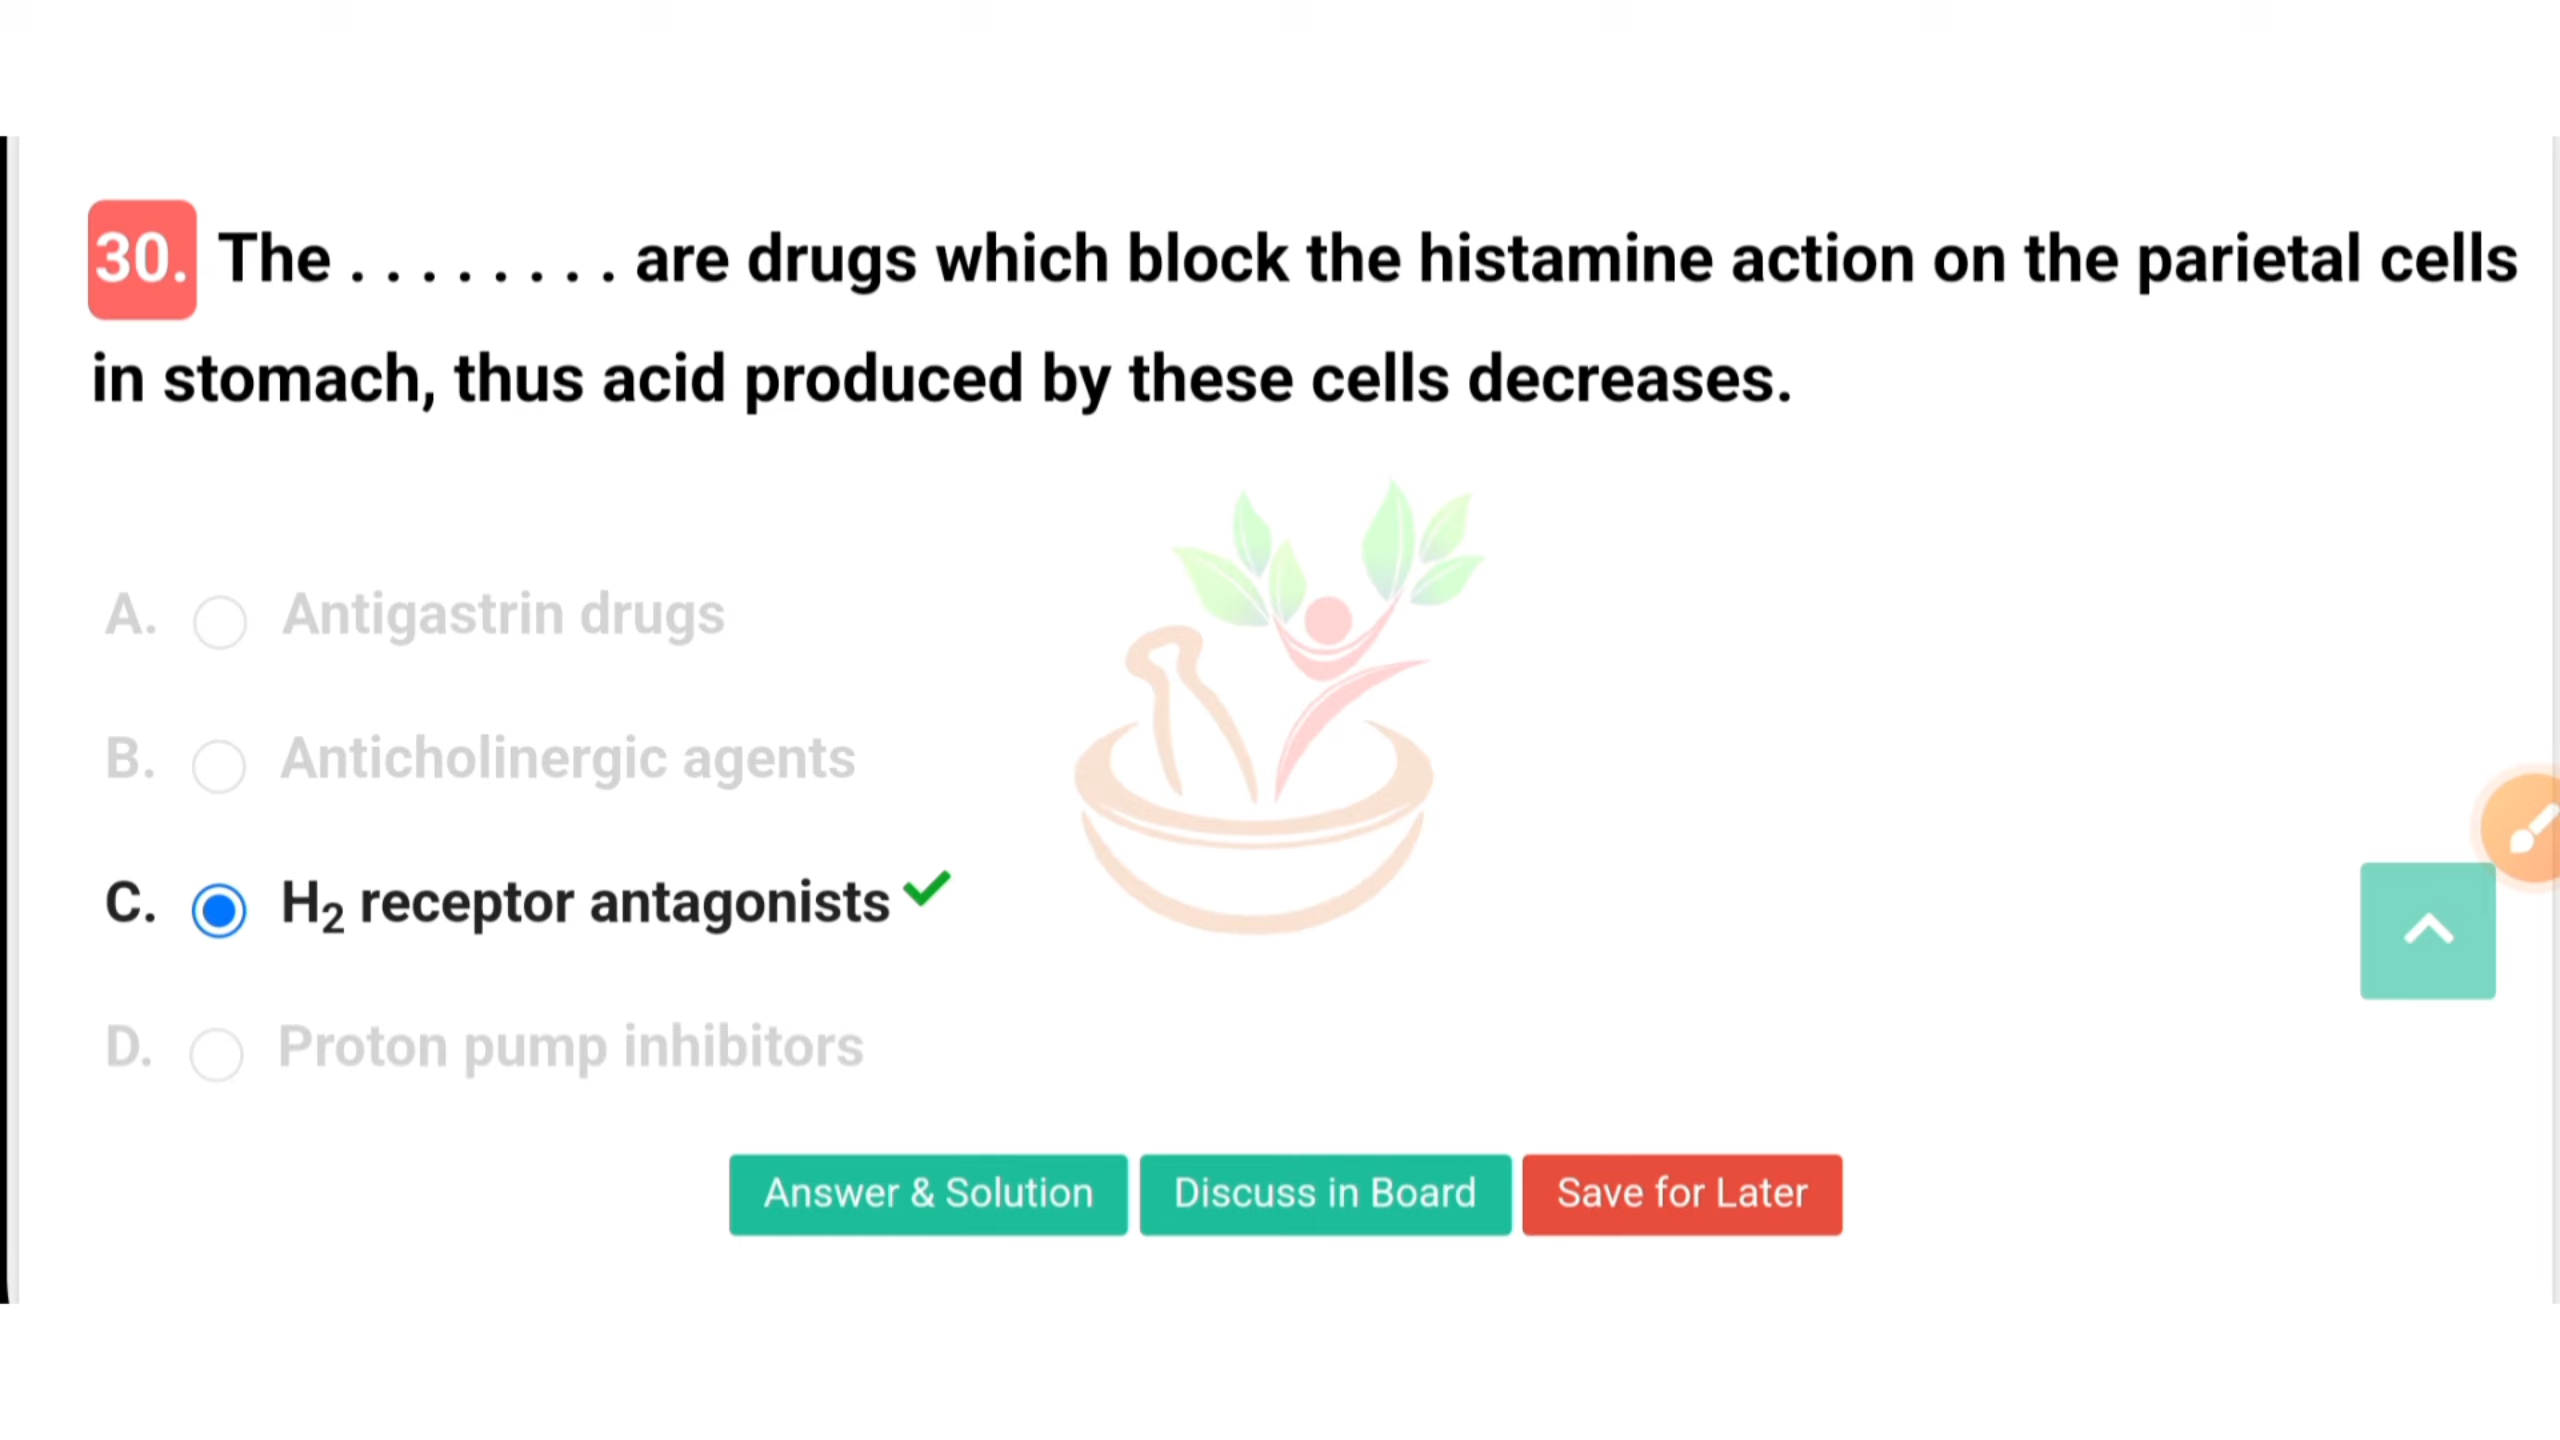 30. The ........ are drugs which block the histamine action on the parietal cells
in stomach, thus acid produced by these cells decreases.
A. Antigastrin drugs
B. Anticholinergic agents
C. H₂ receptor antagonists
D. Proton pump inhibitors
Answer & Solution Discuss in Board Save for Later